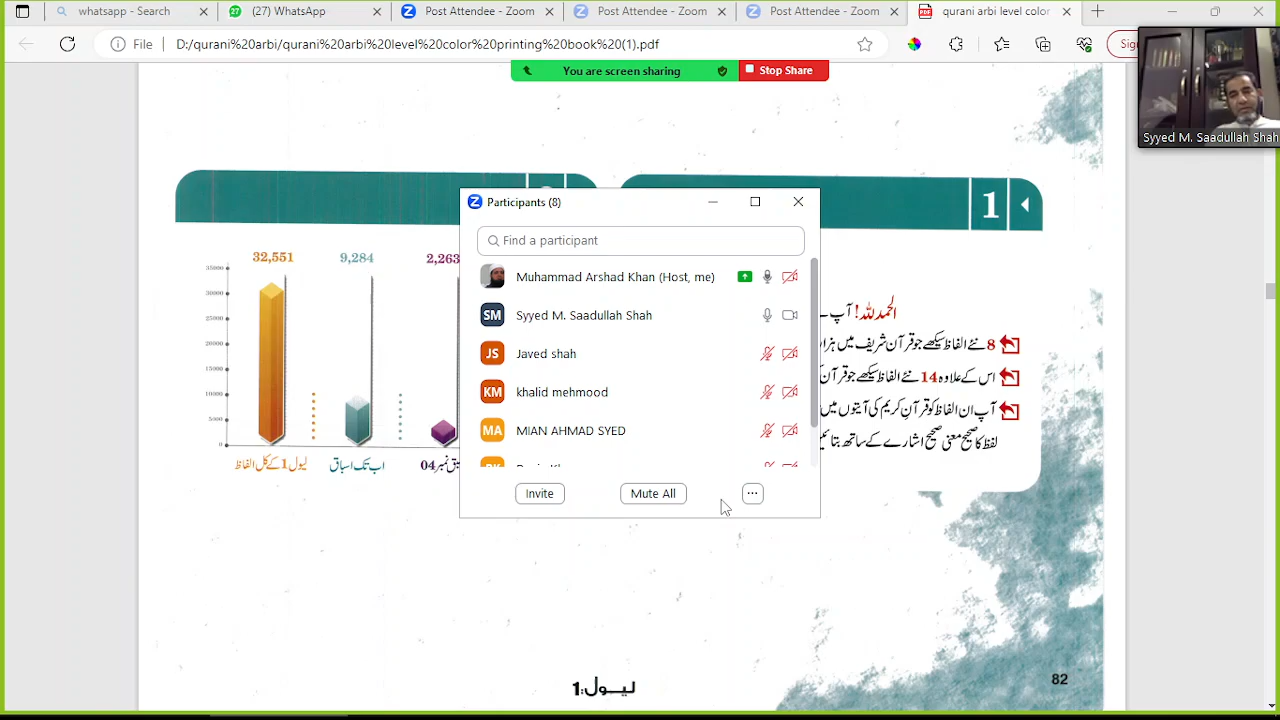 whatsapp - Search
(27) WhatsApp
Post Attendee - Zoom
Post Attendee - Zoom
Post Attendee - Zoom
qurani arbi level color
File
D:/qurani arbi/qurani%20arbi%20level%20color%20printing%20book%20(1).pdf
You are screen sharing
Stop Share
Syyed M. Saadullah Shah
1
Participants (8)
Find a participant
Muhammad Arshad Khan (Host, me)
Syyed M. Saadullah Shah
Javed shah
khalid mehmood
MIAN AHMAD SYED
SM
JS
KM
MA
Invite
Mute All
...
32,551
9,284
2,263
35000
30000
25000
20000
15000
10000
5000
0
لیول 1 کے کل الفاظ
اب تک اسباق
سبق نمبر 04
الحمدللہ! آپ نے
8 نئے الفاظ سیکھے جو قرآن شریف میں ہزار
اس کے علاوہ 14 نئے الفاظ سیکھے جو قرآن
آپ ان الفاظ کو قرآنِ کریم کی آیتوں میں
لفظ کا صحیح معنی صحیح اشارے کے ساتھ بتائیں
لیول:1
82